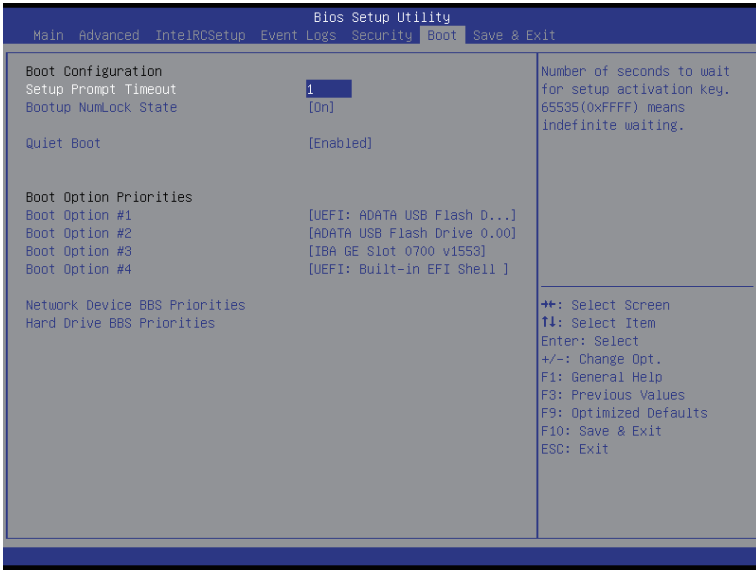 Bios Setup Utility
Main Advanced IntelRCSetup Event Logs Security Boot Save & Exit
Boot Configuration
Setup Prompt Timeout 1
Bootup NumLock State [On]
Quiet Boot [Enabled]
Boot Option Priorities
Boot Option #1 [UEFI: ADATA USB Flash D...]
Boot Option #2 [ADATA USB Flash Drive 0.00]
Boot Option #3 [IBA GE Slot 0700 v1553]
Boot Option #4 [UEFI: Built-in EFI Shell ]
Network Device BBS Priorities
Hard Drive BBS Priorities
Number of seconds to wait
for setup activation key.
65535(0xFFFF) means
indefinite waiting.
→←: Select Screen
↑↓: Select Item
Enter: Select
+/-: Change Opt.
F1: General Help
F3: Previous Values
F9: Optimized Defaults
F10: Save & Exit
ESC: Exit